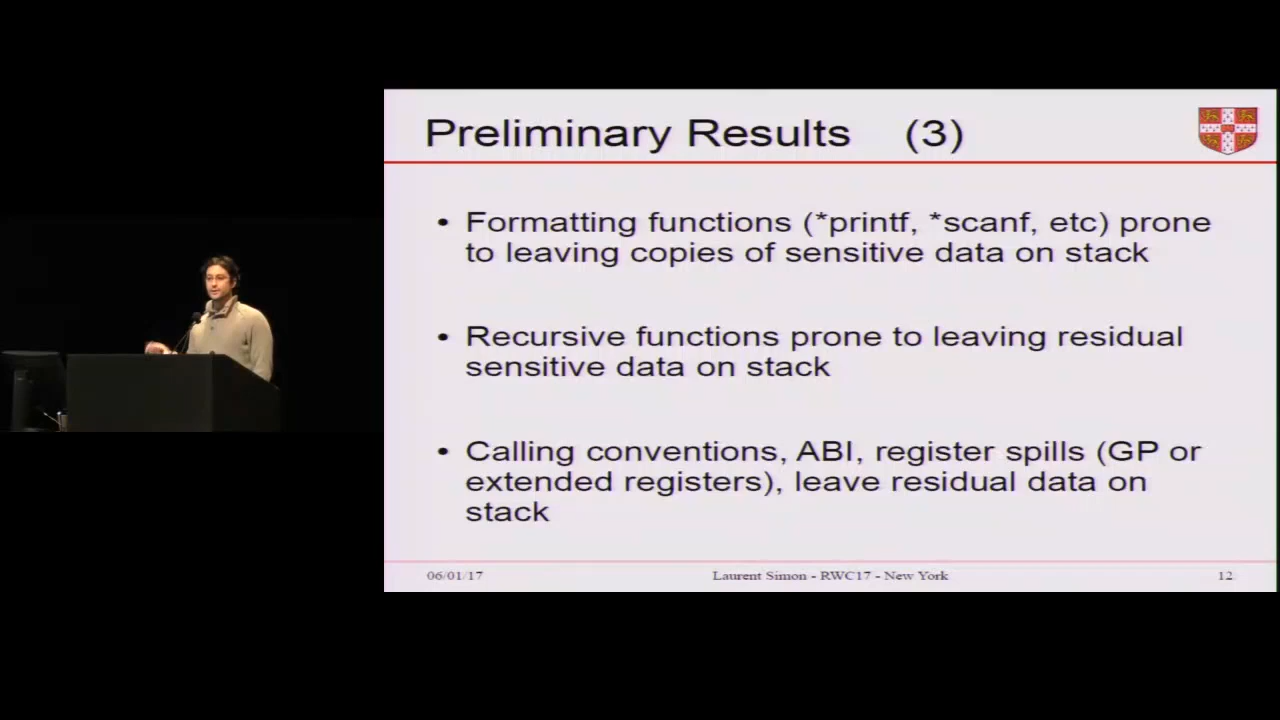 Preliminary Results (3)
• Formatting functions (*printf, *scanf, etc) prone
to leaving copies of sensitive data on stack
• Recursive functions prone to leaving residual
sensitive data on stack
• Calling conventions, ABI, register spills (GP or
extended registers), leave residual data on
stack
06/01/17
Laurent Simon - RWC17 - New York
12